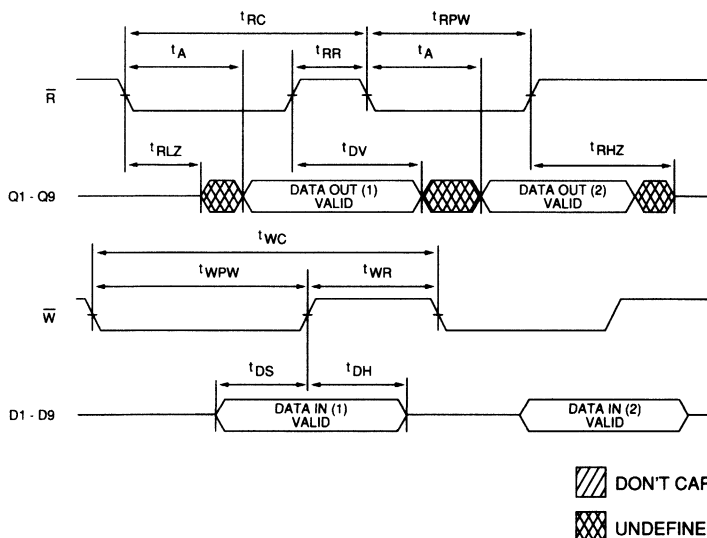 tRC
tRPW
tA
tRR
tA
R
tRLZ
tDV
tRHZ
Q1 - Q9
DATA OUT (1)
VALID
DATA OUT (2)
VALID
tWC
tWPW
tWR
W
tDS
tDH
D1 - D9
DATA IN (1)
VALID
DATA IN (2)
VALID
DON'T CAR
UNDEFINE